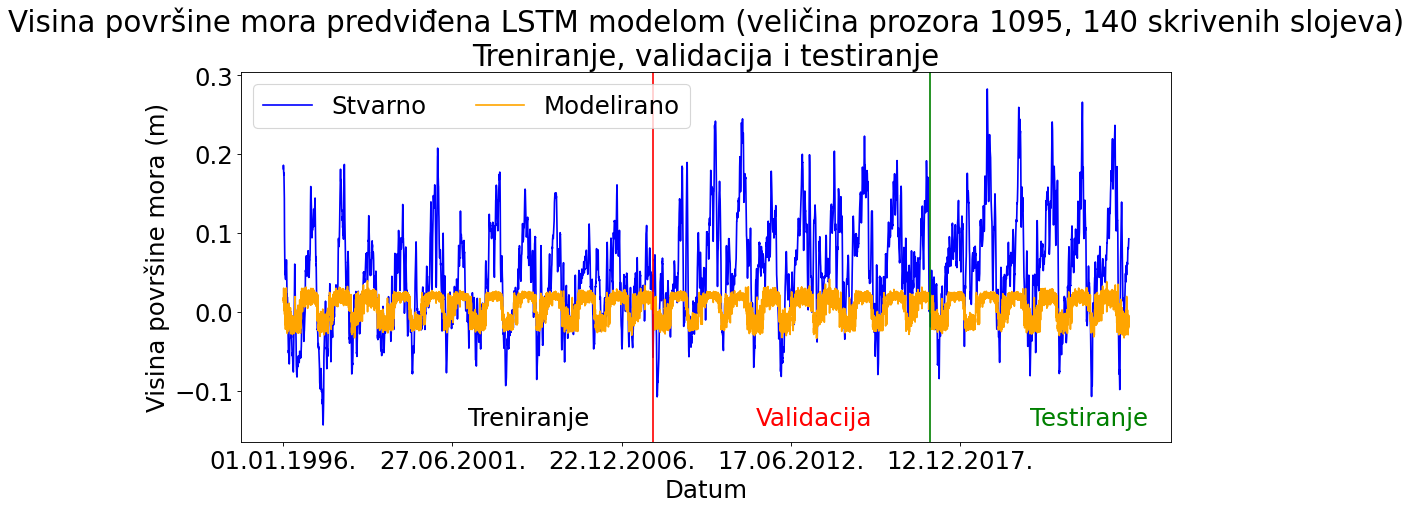 Visina površine mora predviđena LSTM modelom (veličina prozora 1095, 140 skrivenih slojeva)
Treniranje, validacija i testiranje
Stvarno
Modelirano
Visina površine mora (m)
0.3
0.2
0.1
0.0
−0.1
Treniranje
Validacija
Testiranje
01.01.1996.
27.06.2001.
22.12.2006.
17.06.2012.
12.12.2017.
Datum